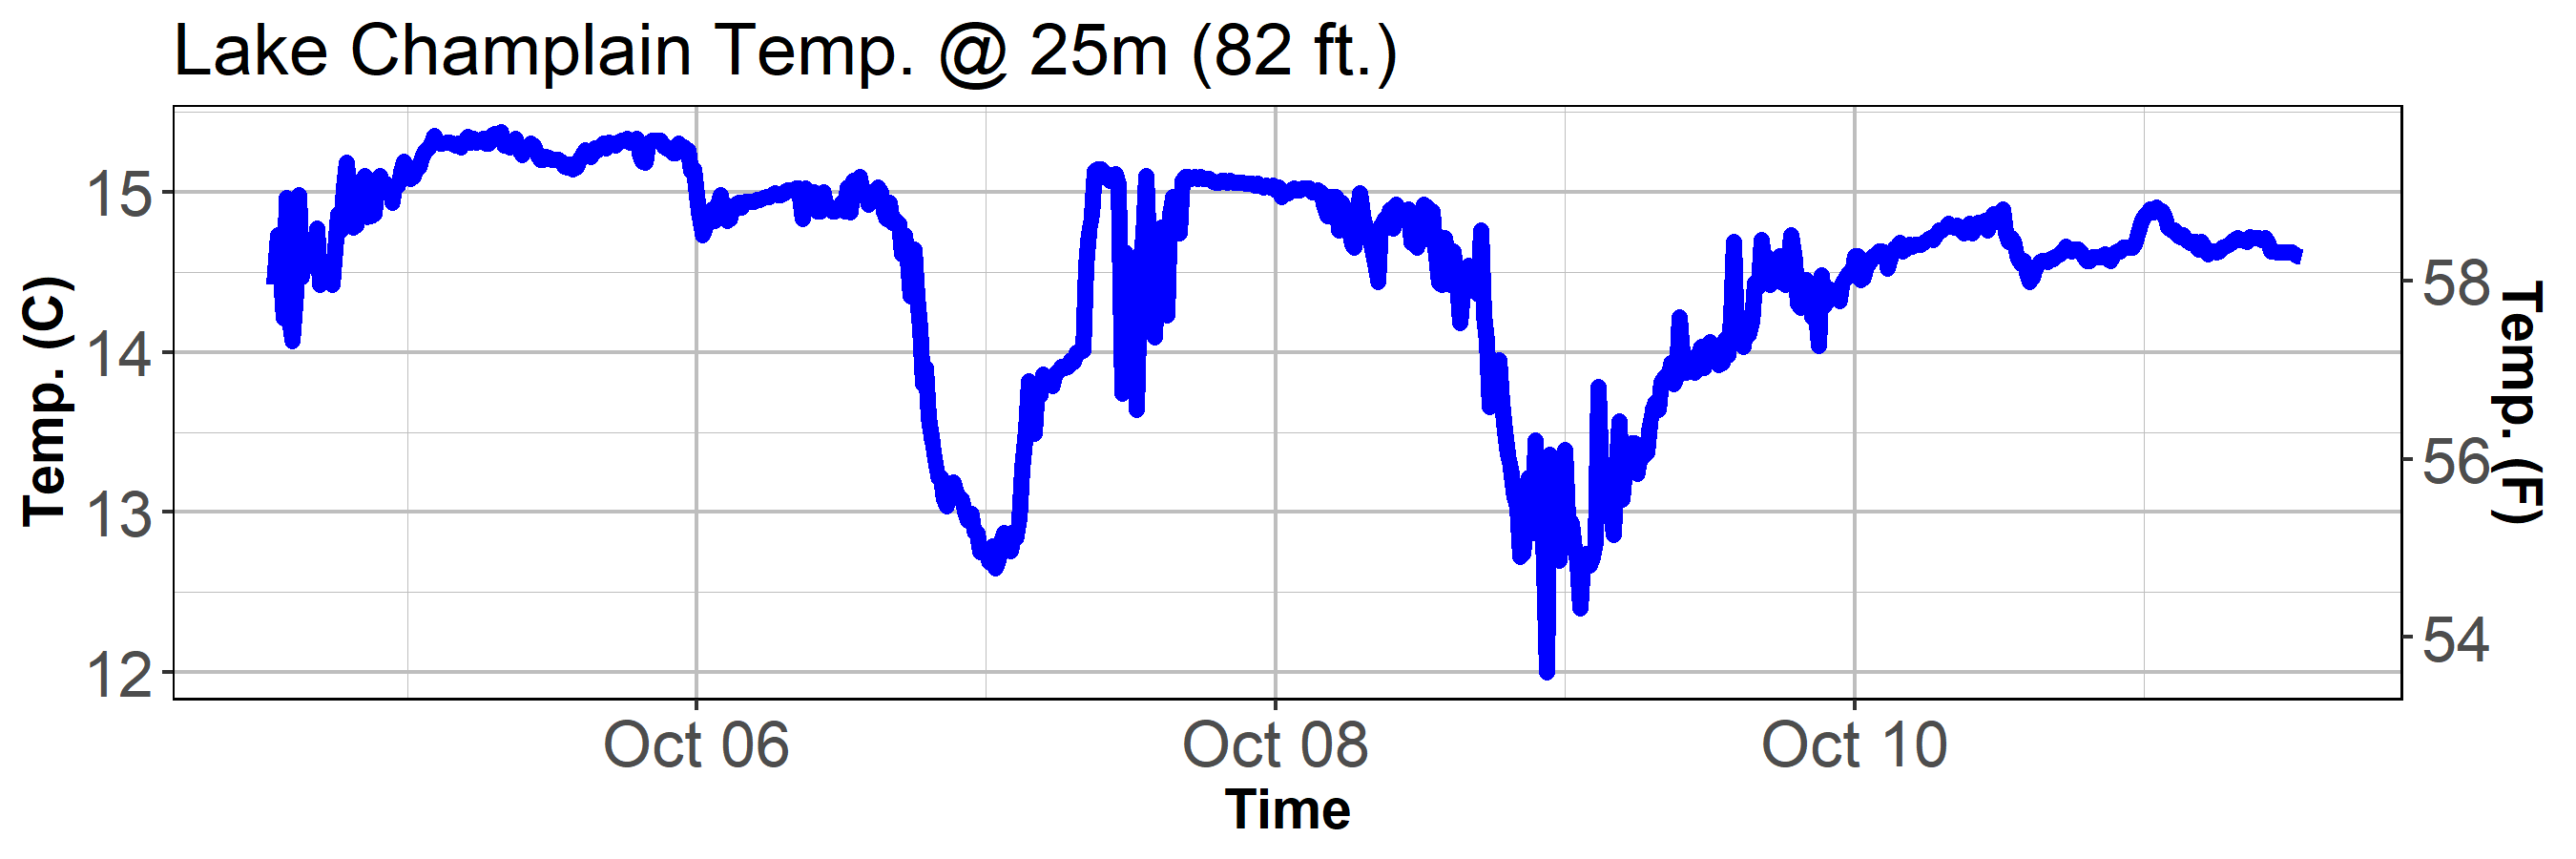 Lake Champlain Temp. @ 25m (82 ft.)
Temp. (C)
15
14
13
12
58
56
54
Temp. (F)
Oct 06
Oct 08
Oct 10
Time